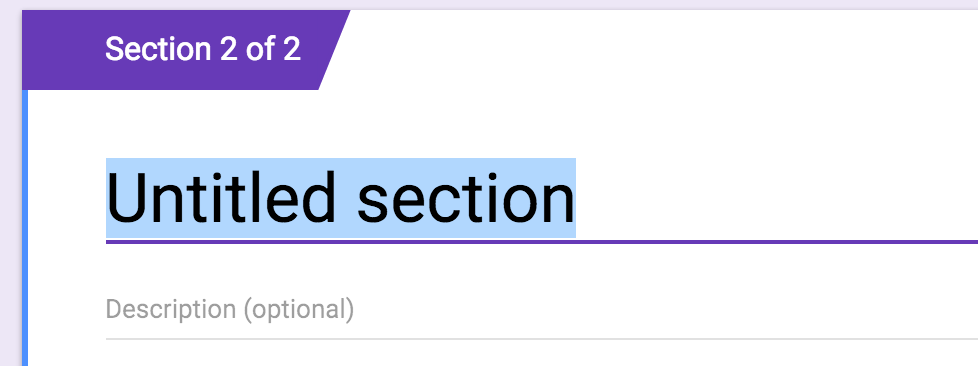 Section 2 of 2
Untitled section
Description (optional)